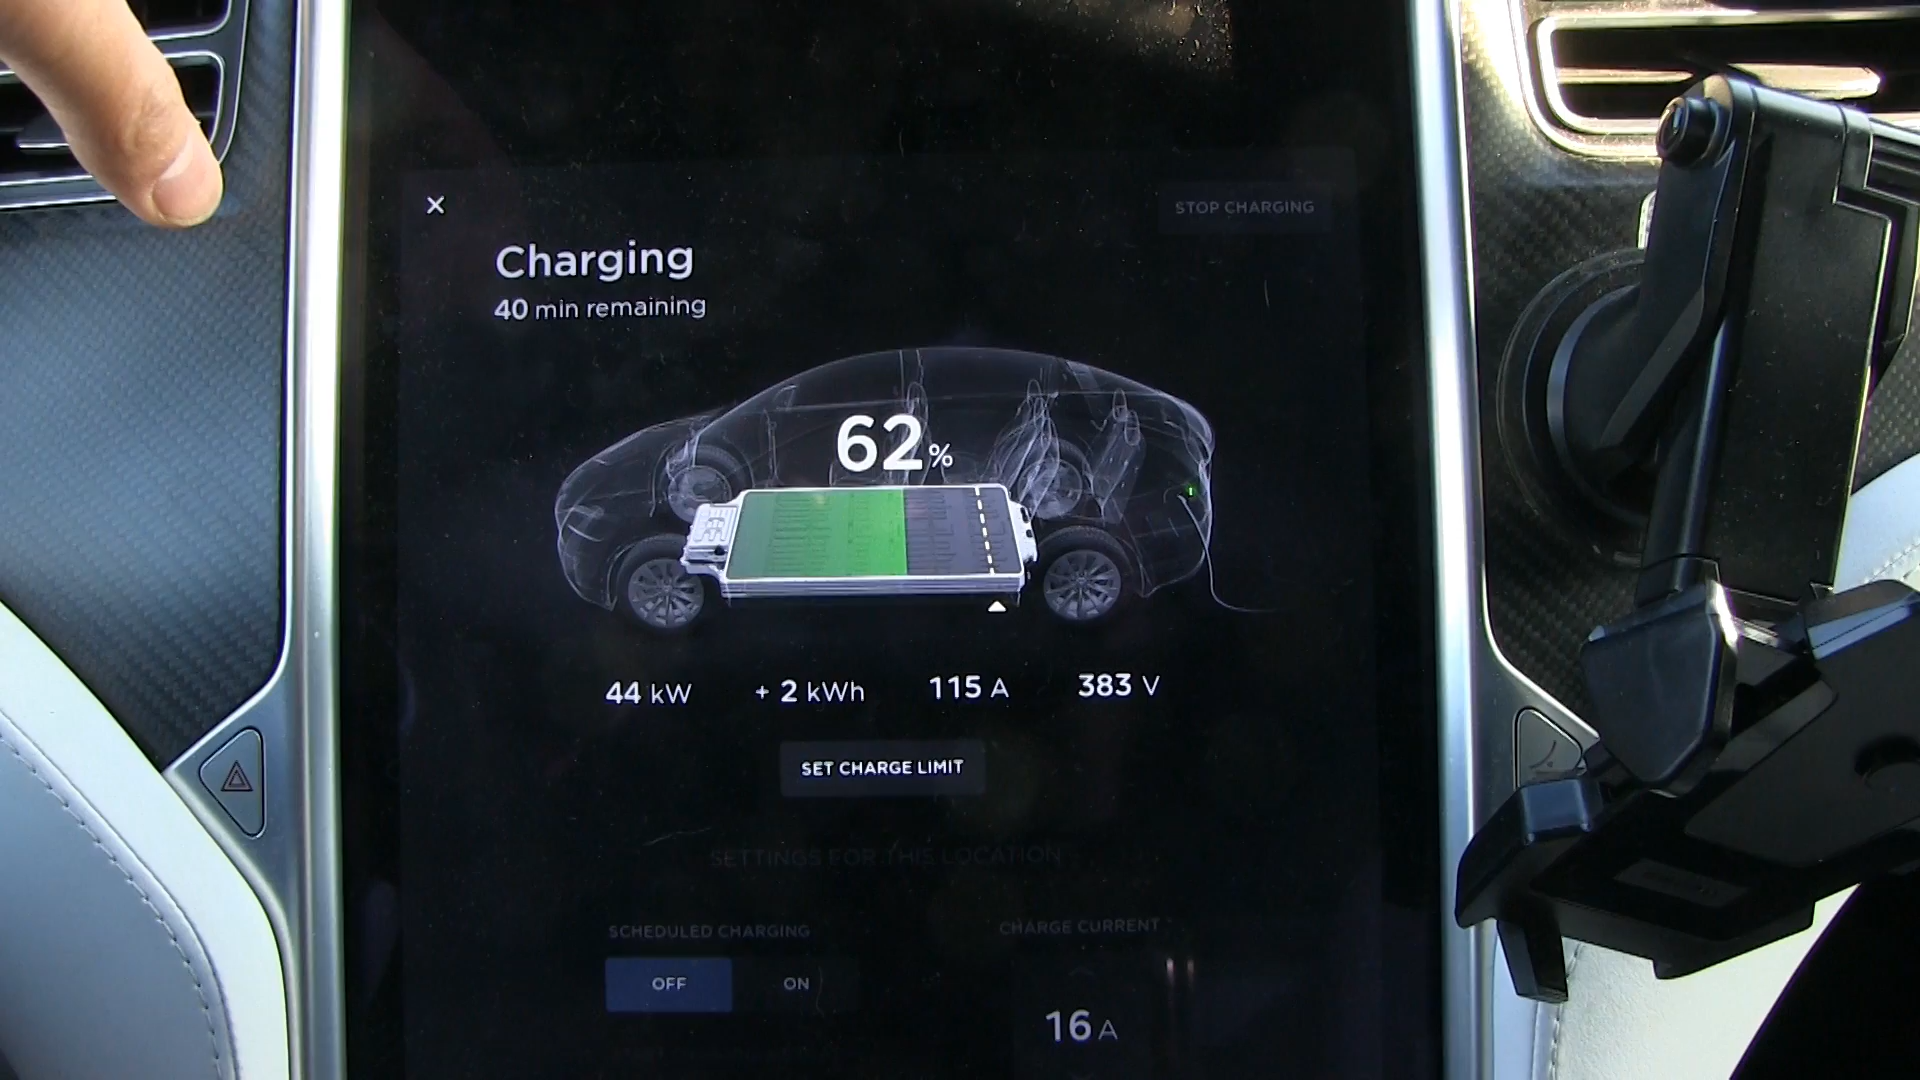 ×
STOP CHARGING
Charging
40 min remaining
62%
44 kW
+ 2 kWh
115 A
383 V
SET CHARGE LIMIT
SETTINGS FOR THIS LOCATION
SCHEDULED CHARGING
CHARGE CURRENT
OFF
ON
16 A